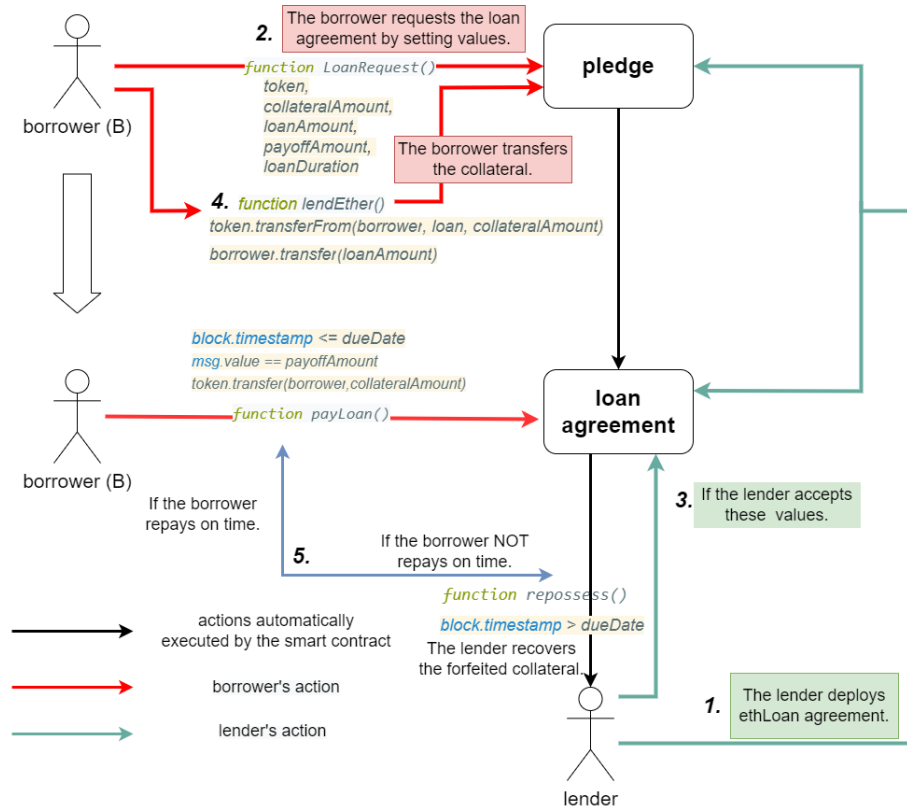 2.
The borrower requests the loan
agreement by setting values.
function LoanRequest()
token,
collateralAmount,
loanAmount,
payoffAmount,
loanDuration
pledge
borrower (B)
The borrower transfers
the collateral.
4. function lendEther()
token.transferFrom(borrower, loan, collateralAmount)
borrower.transfer(loanAmount)
block.timestamp <= dueDate
msg.value == payoffAmount
token.transfer(borrower,collateralAmount)
function payLoan()
loan
agreement
borrower (B)
If the borrower
repays on time.
5.
If the borrower NOT
repays on time.
3.
If the lender accepts
these values.
function repossess()
block.timestamp > dueDate
The lender recovers
the forfeited collateral.
actions automatically
executed by the smart contract
borrower's action
lender's action
1.
The lender deploys
ethLoan agreement.
lender